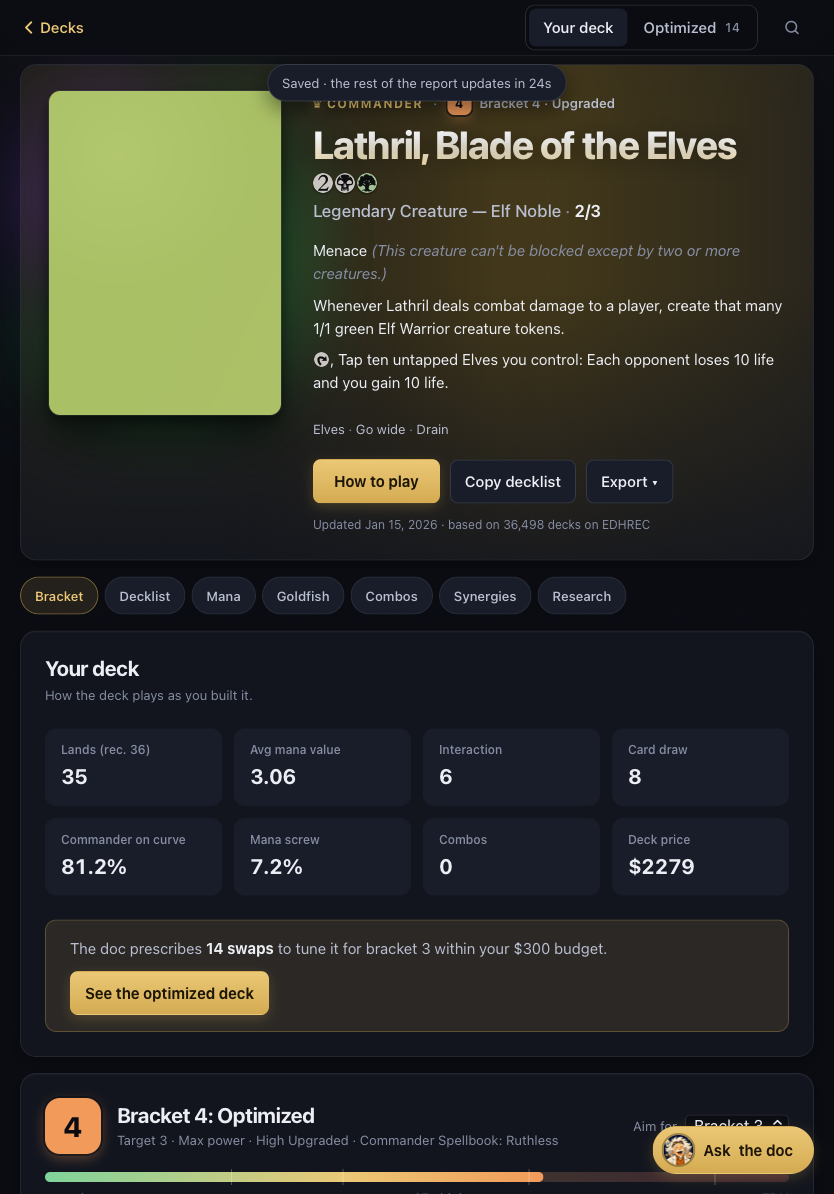 Decks
Your deck
Optimized 14
Saved · the rest of the report updates in 24s
COMMANDER · 4 Bracket 4 · Upgraded
Lathril, Blade of the Elves
2
Legendary Creature — Elf Noble · 2/3
Menace (This creature can't be blocked except by two or more
creatures.)
Whenever Lathril deals combat damage to a player, create that many
1/1 green Elf Warrior creature tokens.
, Tap ten untapped Elves you control: Each opponent loses 10 life
and you gain 10 life.
Elves · Go wide · Drain
How to play
Copy decklist
Export ▾
Updated Jan 15, 2026 · based on 36,498 decks on EDHREC
Bracket
Decklist
Mana
Goldfish
Combos
Synergies
Research
Your deck
How the deck plays as you built it.
Lands (rec. 36)
35
Avg mana value
3.06
Interaction
6
Card draw
8
Commander on curve
81.2%
Mana screw
7.2%
Combos
0
Deck price
$2279
The doc prescribes 14 swaps to tune it for bracket 3 within your $300 budget.
See the optimized deck
4
Bracket 4: Optimized
Target 3 · Max power · High Upgraded · Commander Spellbook: Ruthless
Aim for
Bracket 3
Ask the doc